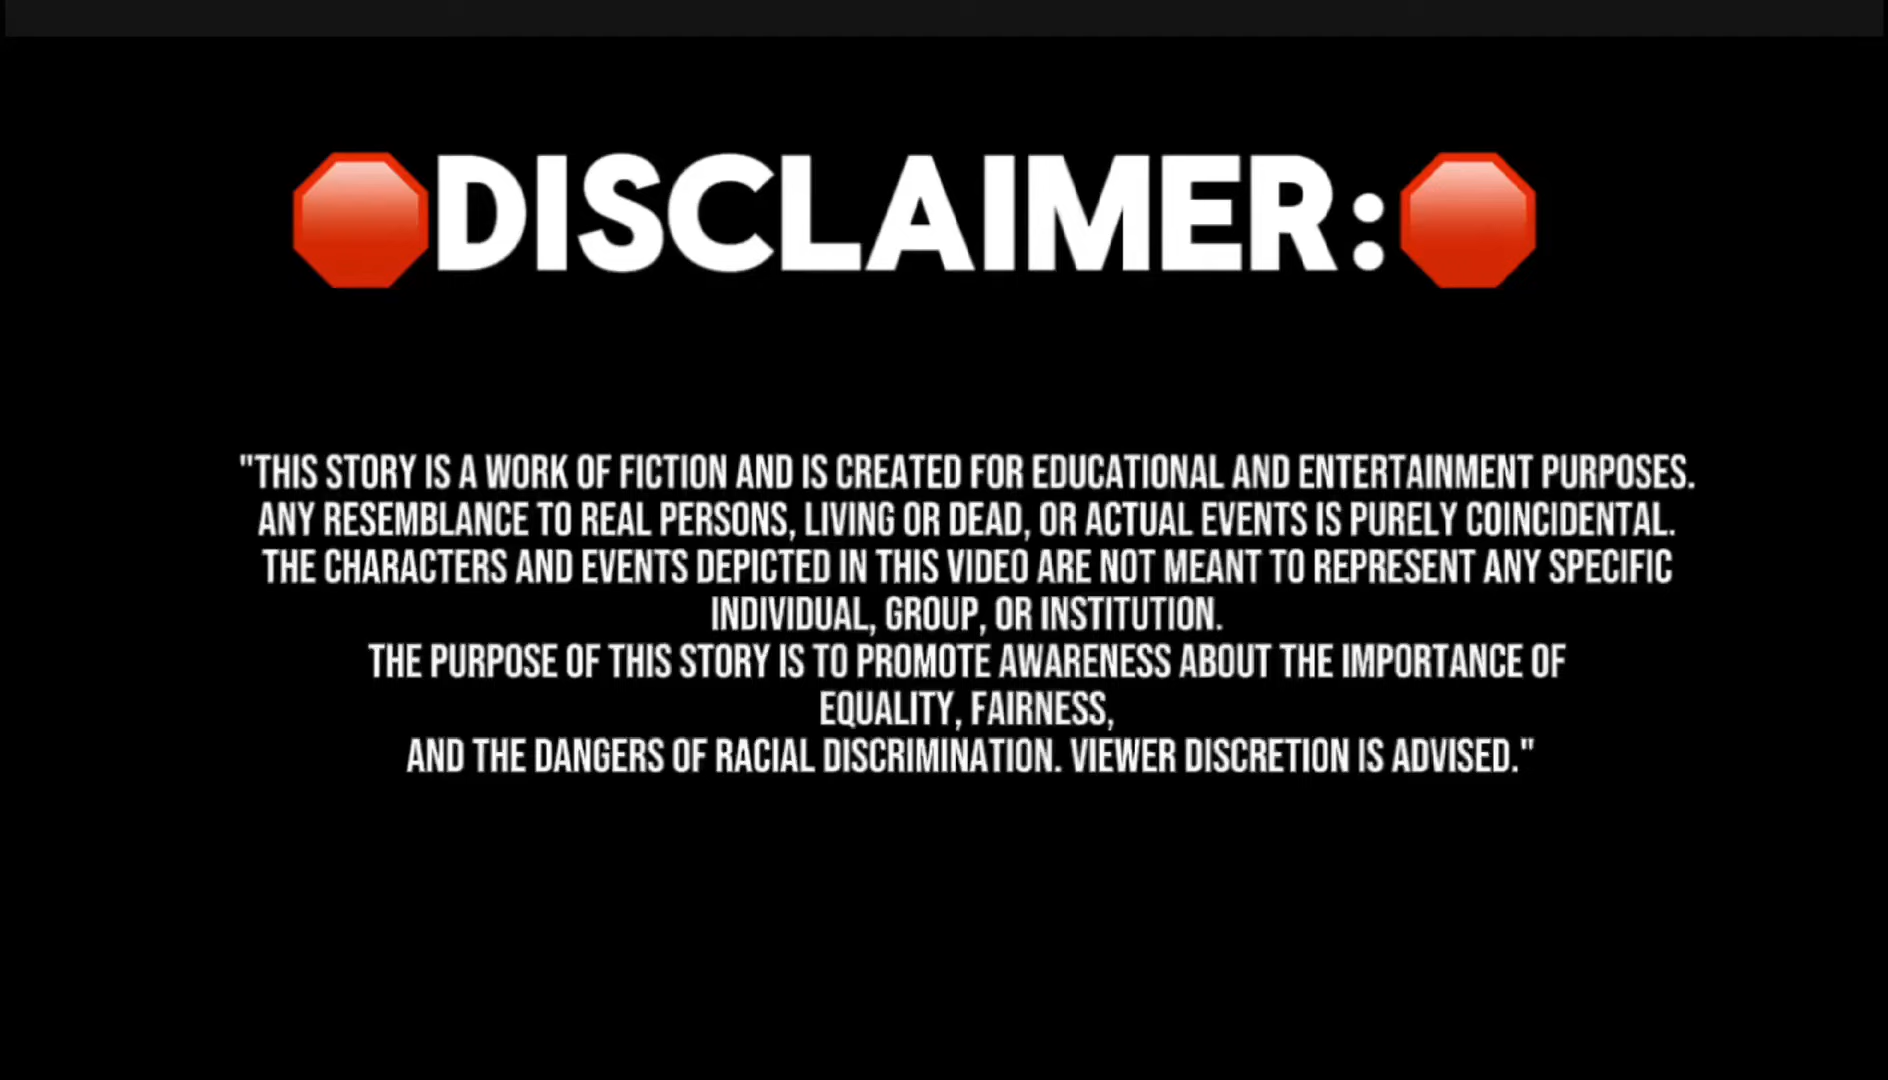 DISCLAIMER:
"THIS STORY IS A WORK OF FICTION AND IS CREATED FOR EDUCATIONAL AND ENTERTAINMENT PURPOSES.
ANY RESEMBLANCE TO REAL PERSONS, LIVING OR DEAD, OR ACTUAL EVENTS IS PURELY COINCIDENTAL.
THE CHARACTERS AND EVENTS DEPICTED IN THIS VIDEO ARE NOT MEANT TO REPRESENT ANY SPECIFIC
INDIVIDUAL, GROUP, OR INSTITUTION.
THE PURPOSE OF THIS STORY IS TO PROMOTE AWARENESS ABOUT THE IMPORTANCE OF
EQUALITY, FAIRNESS,
AND THE DANGERS OF RACIAL DISCRIMINATION. VIEWER DISCRETION IS ADVISED."